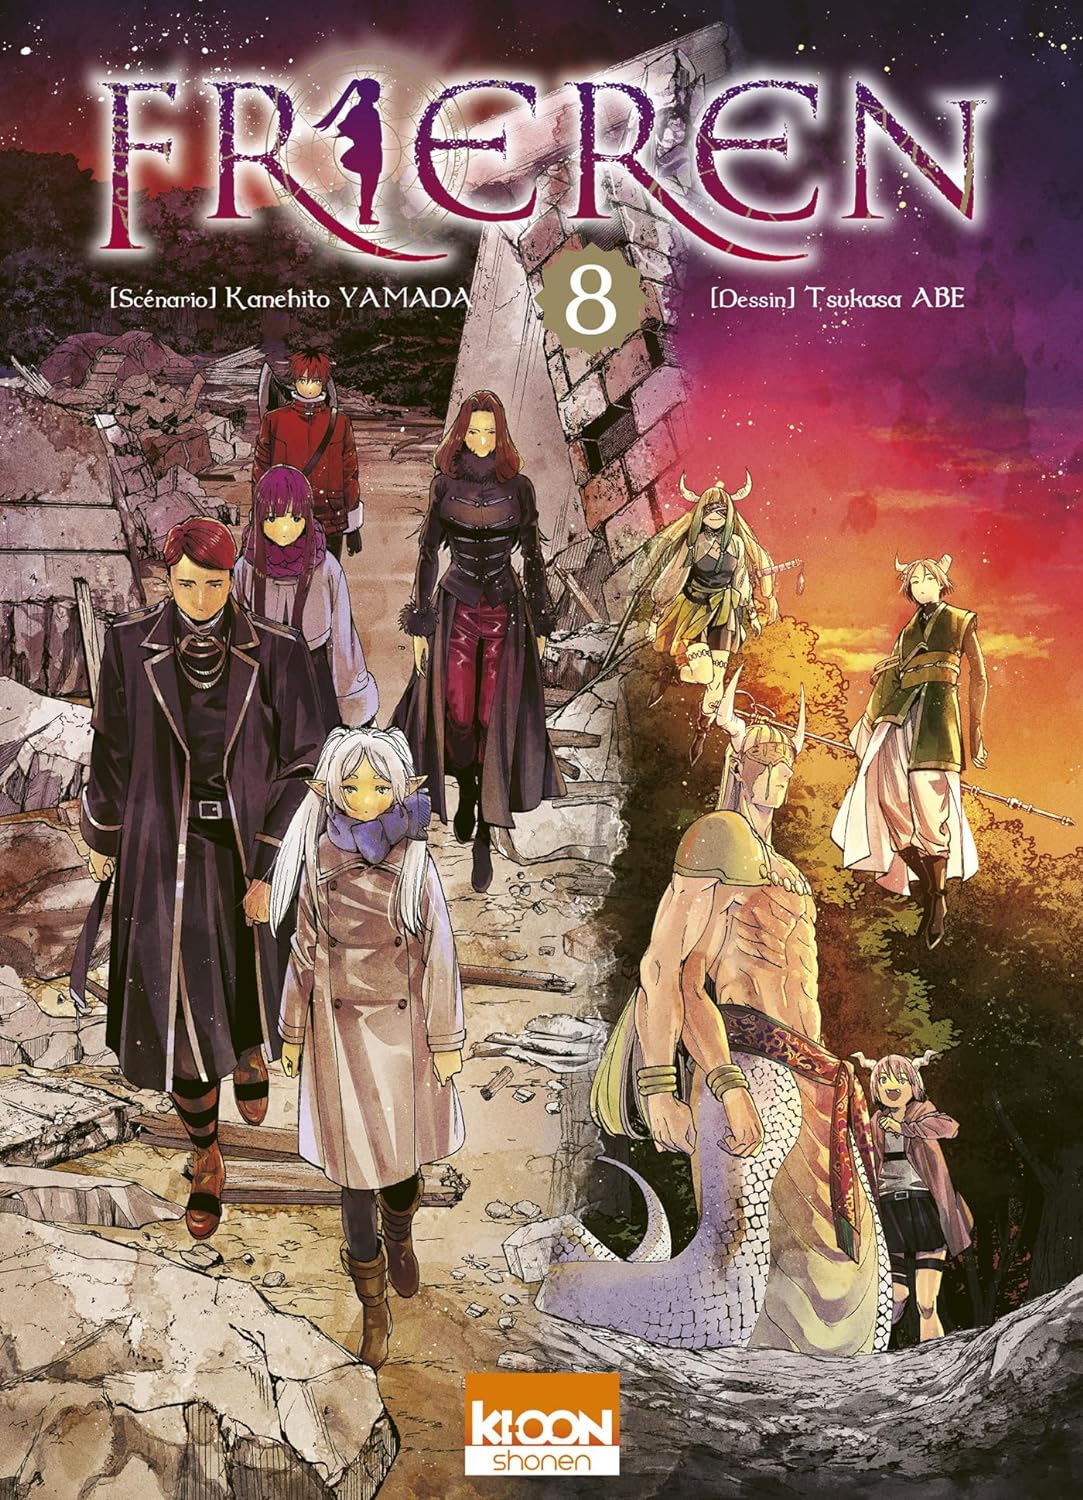 FRIEREN
[Scénario] Kanehito YAMADA
8
[Dessin] Tsukasa ABE
KI-OON
shonen